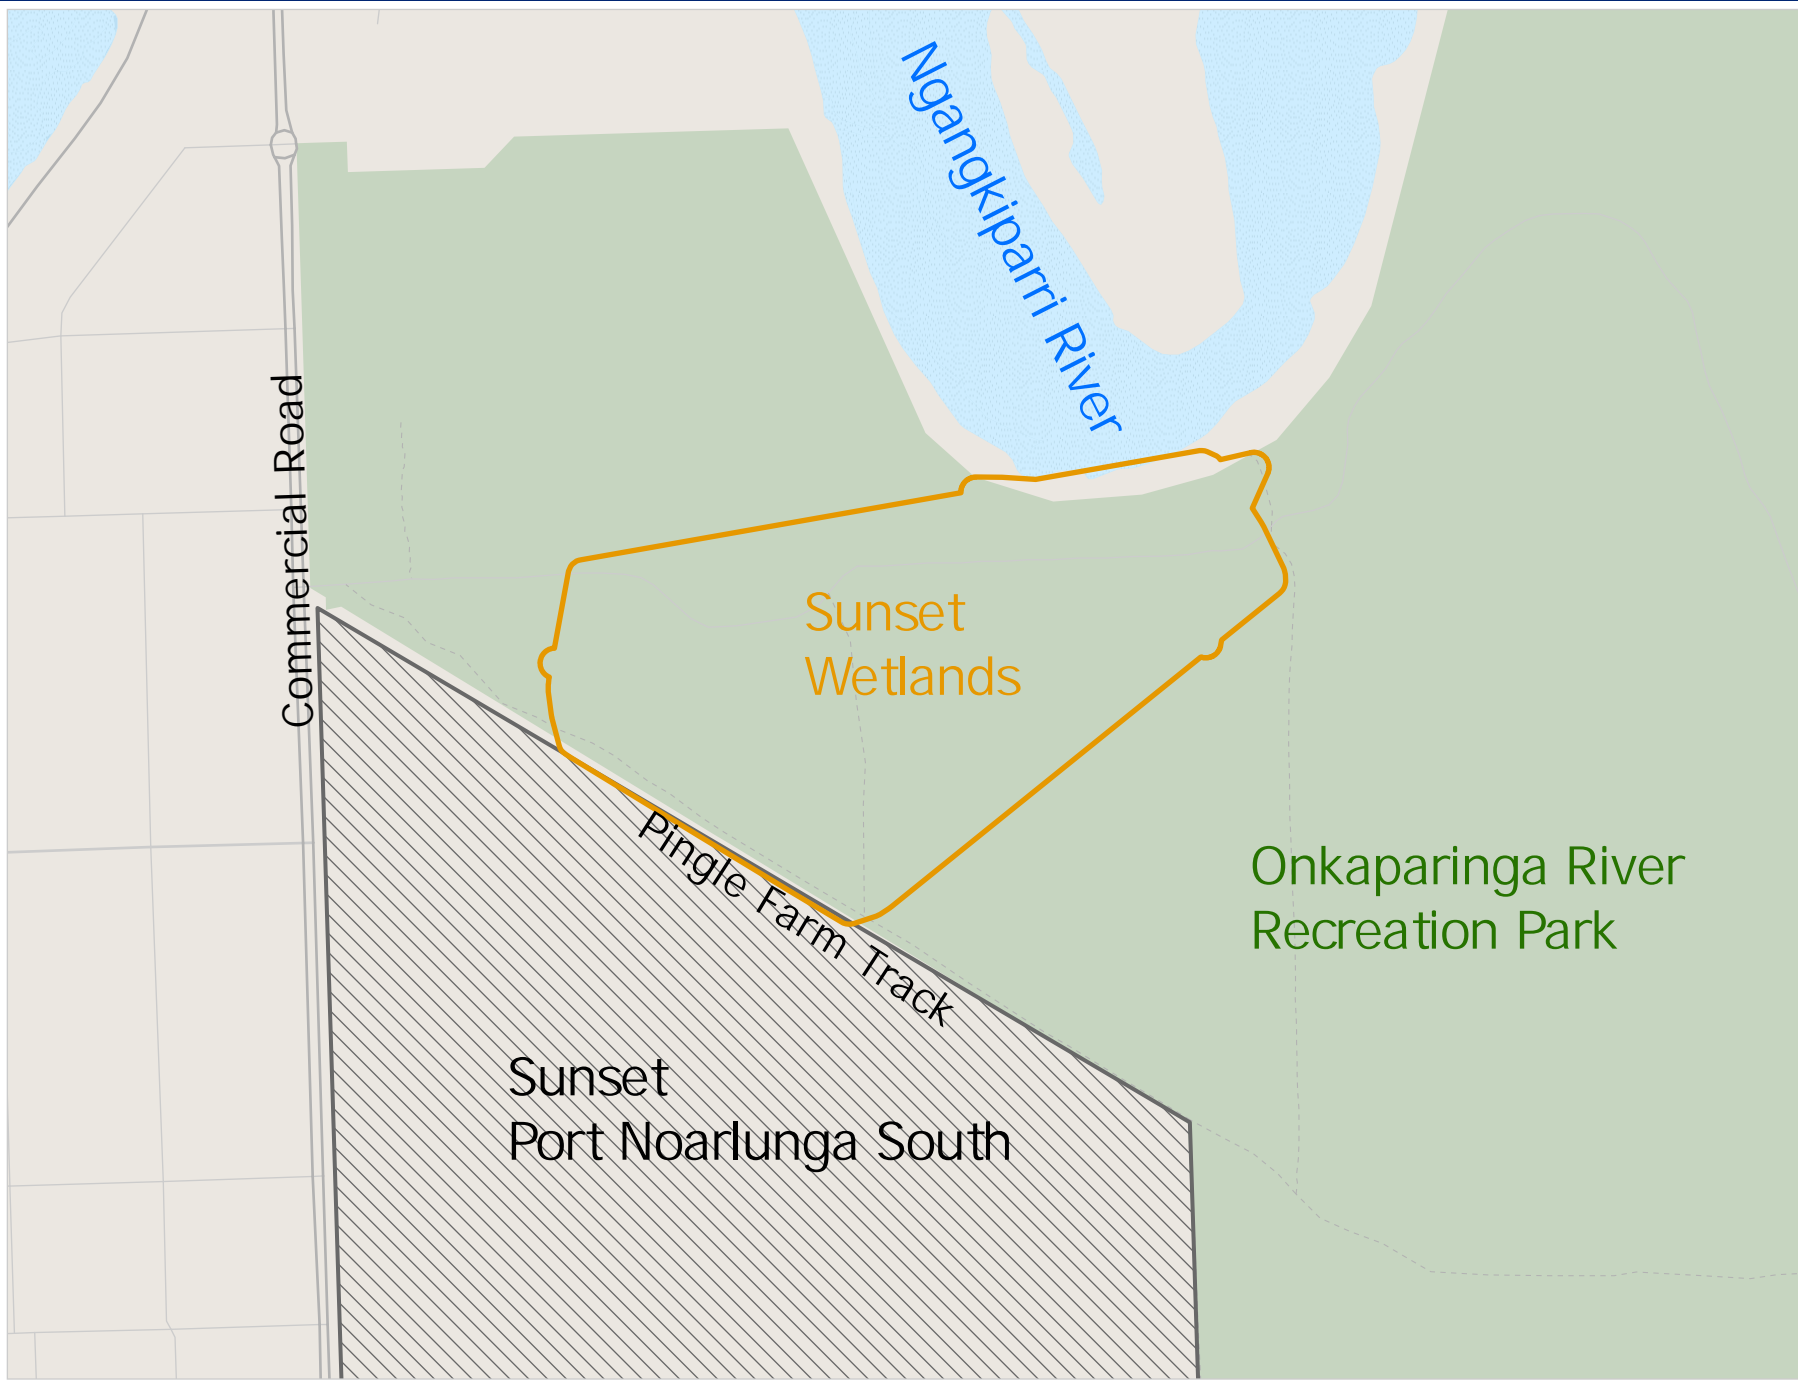 Ngangkiparri River
Commercial Road
Sunset
Wetlands
Pingle Farm Track
Onkaparinga River
Recreation Park
Sunset
Port Noarlunga South